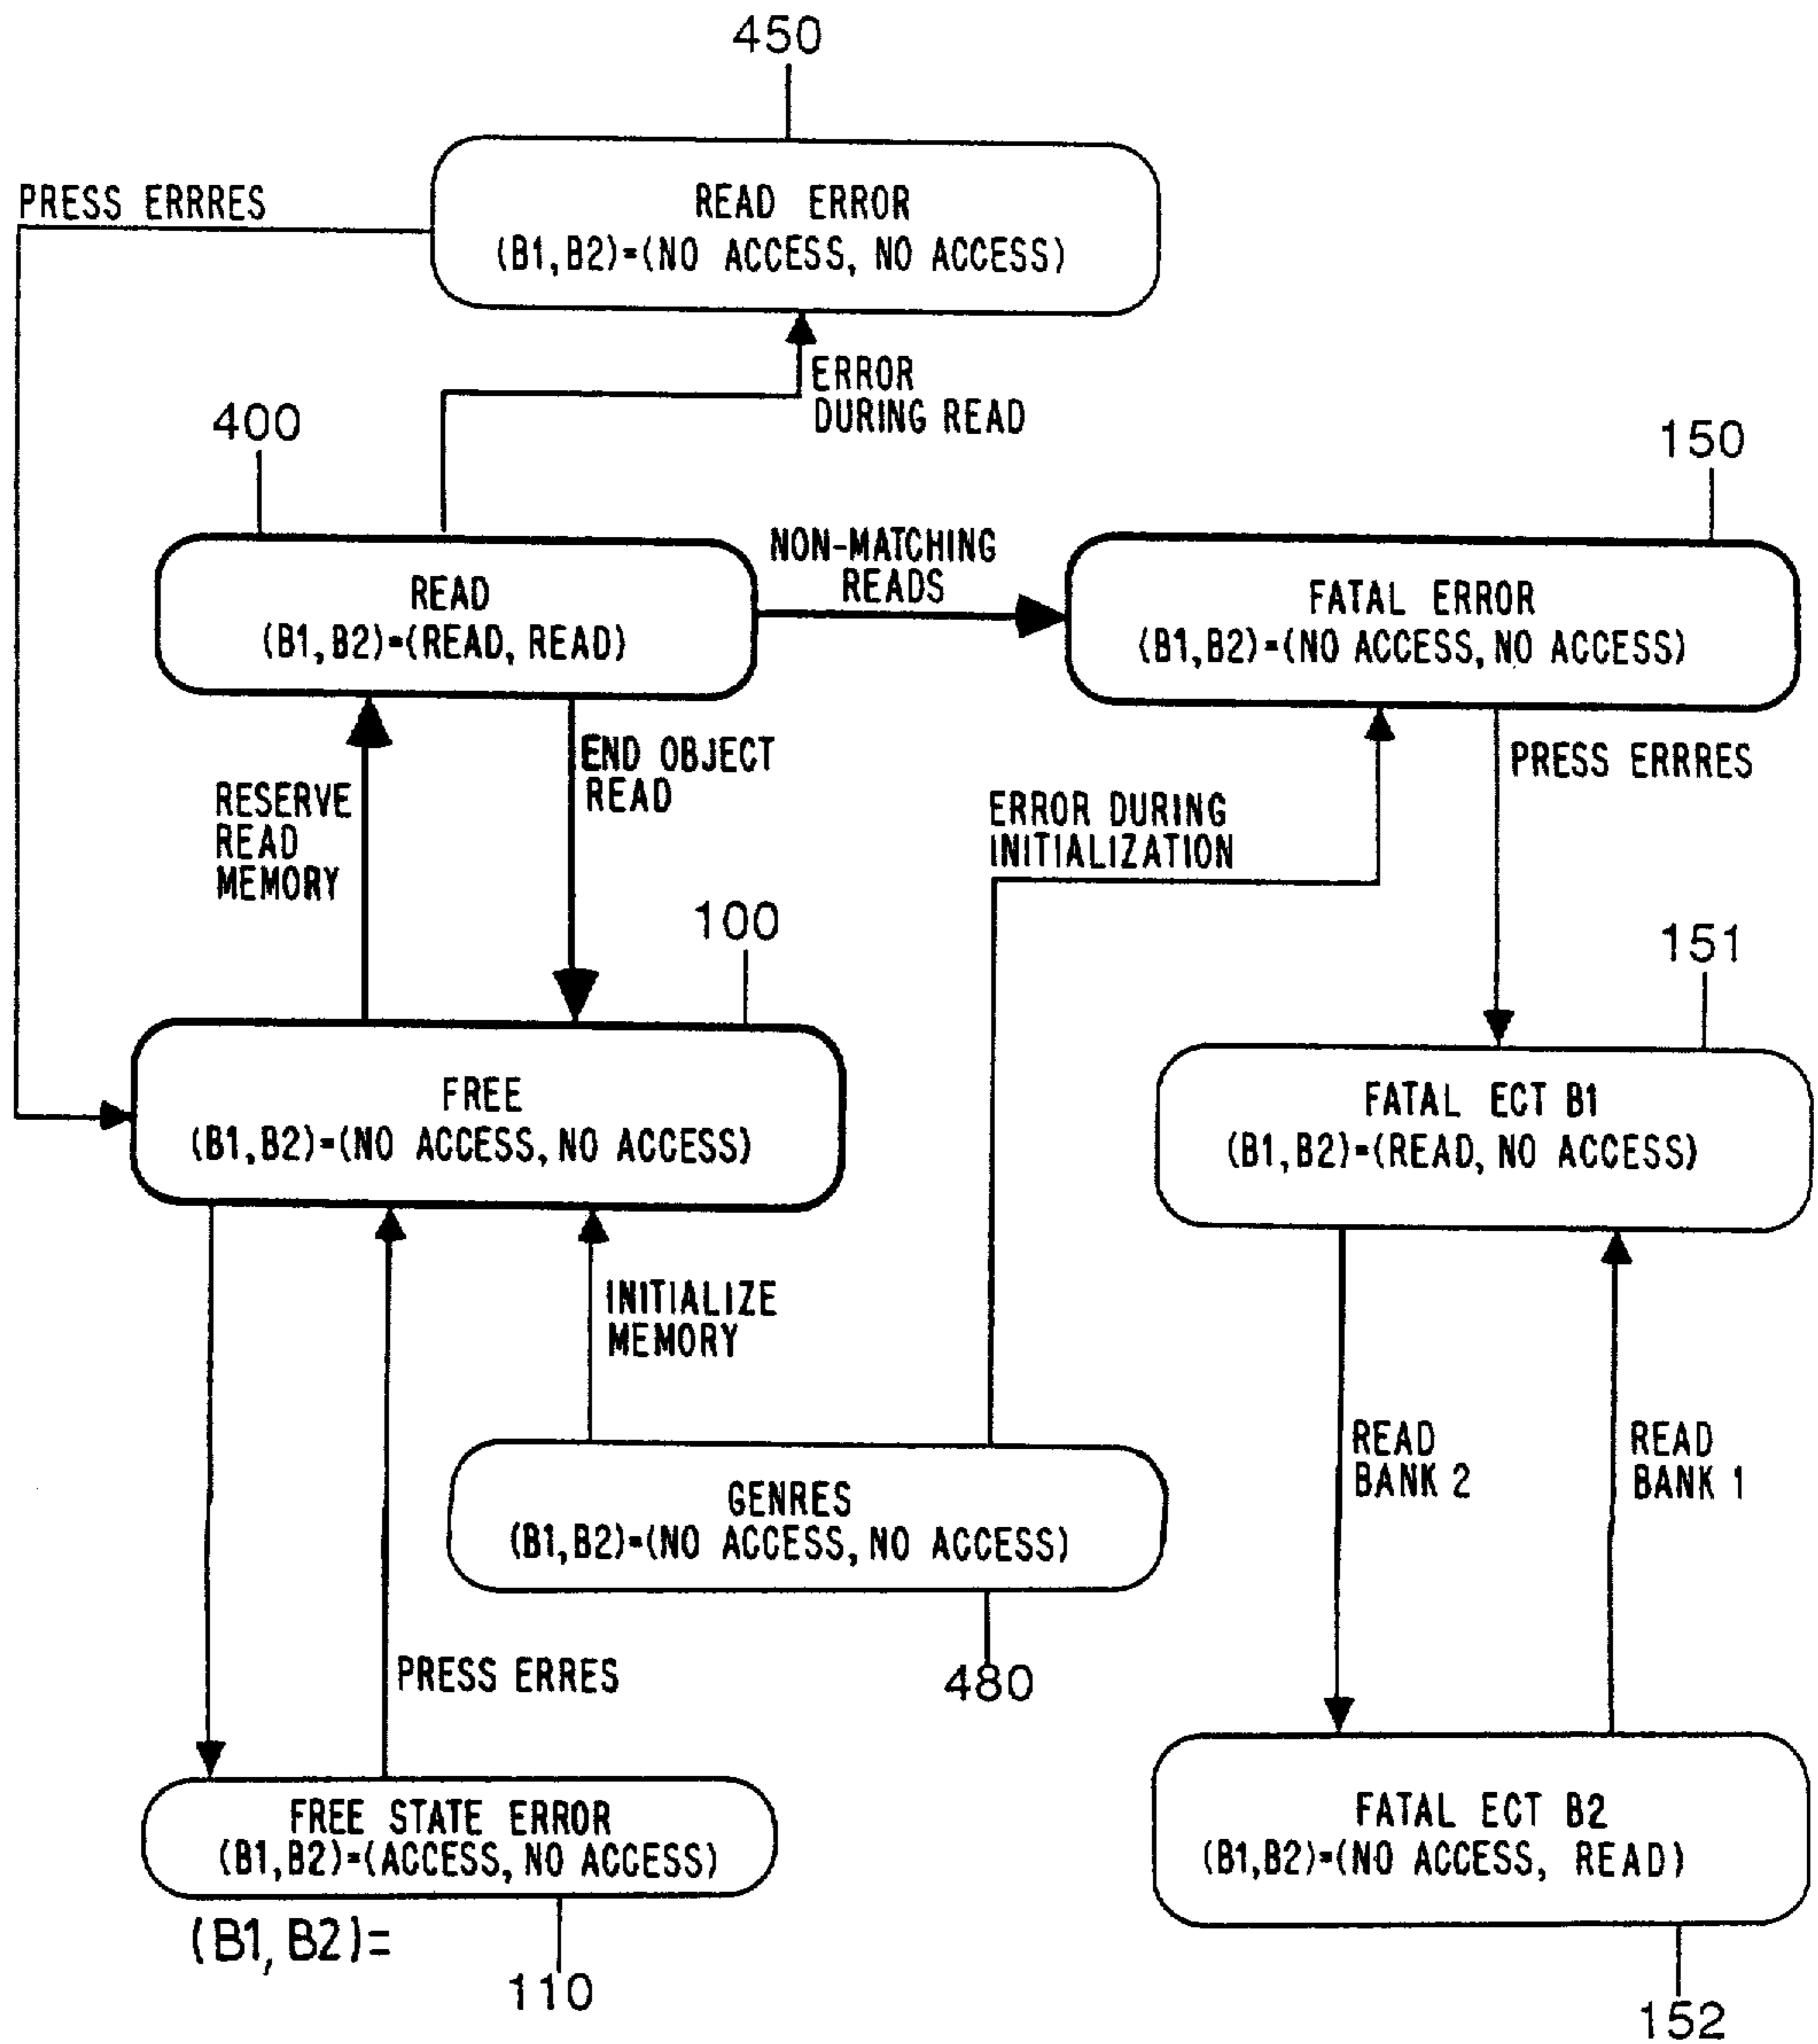 450
PRESS ERRRES
READ ERROR
(B1,B2)=(NO ACCESS, NO ACCESS)
ERROR
DURING READ
400
150
NON-MATCHING
READS
READ
(B1,B2)=(READ, READ)
FATAL ERROR
(B1,B2)=(NO ACCESS, NO ACCESS)
END OBJECT
READ
PRESS ERRRES
RESERVE
READ
MEMORY
ERROR DURING
INITIALIZATION
100
151
FREE
(B1,B2)=(NO ACCESS, NO ACCESS)
FATAL ECT B1
(B1,B2)=(READ, NO ACCESS)
INITIALIZE
MEMORY
READ
BANK 2
READ
BANK 1
GENRES
(B1,B2)=(NO ACCESS, NO ACCESS)
PRESS ERRES
480
FREE STATE ERROR
(B1,B2)=(ACCESS, NO ACCESS)
FATAL ECT B2
(B1,B2)=(NO ACCESS, READ)
(B1,B2)=
110
152